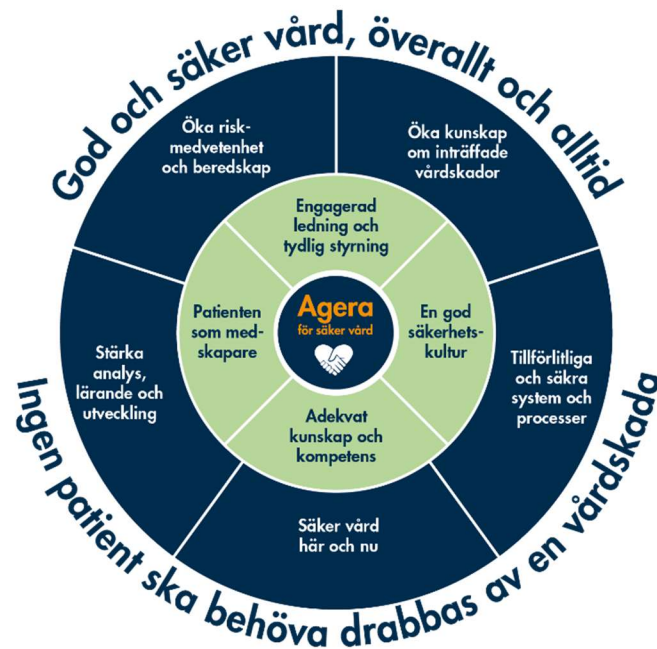 God och säker vård, överallt och alltid
Öka risk-
medvetenhet
och beredskap
Öka kunskap
om inträffade
vårdskador
Engagerad
ledning och
tydlig styrning
Patienten
som med-
skapare
Agera
för säker vård
En god
säkerhets-
kultur
Stärka
analys,
lärande och
utveckling
Tillförlitliga
och säkra
system och
processer
Adekvat
kunskap och
kompetens
Säker vård
här och nu
Ingen patient ska behöva drabbas av en vårdskada